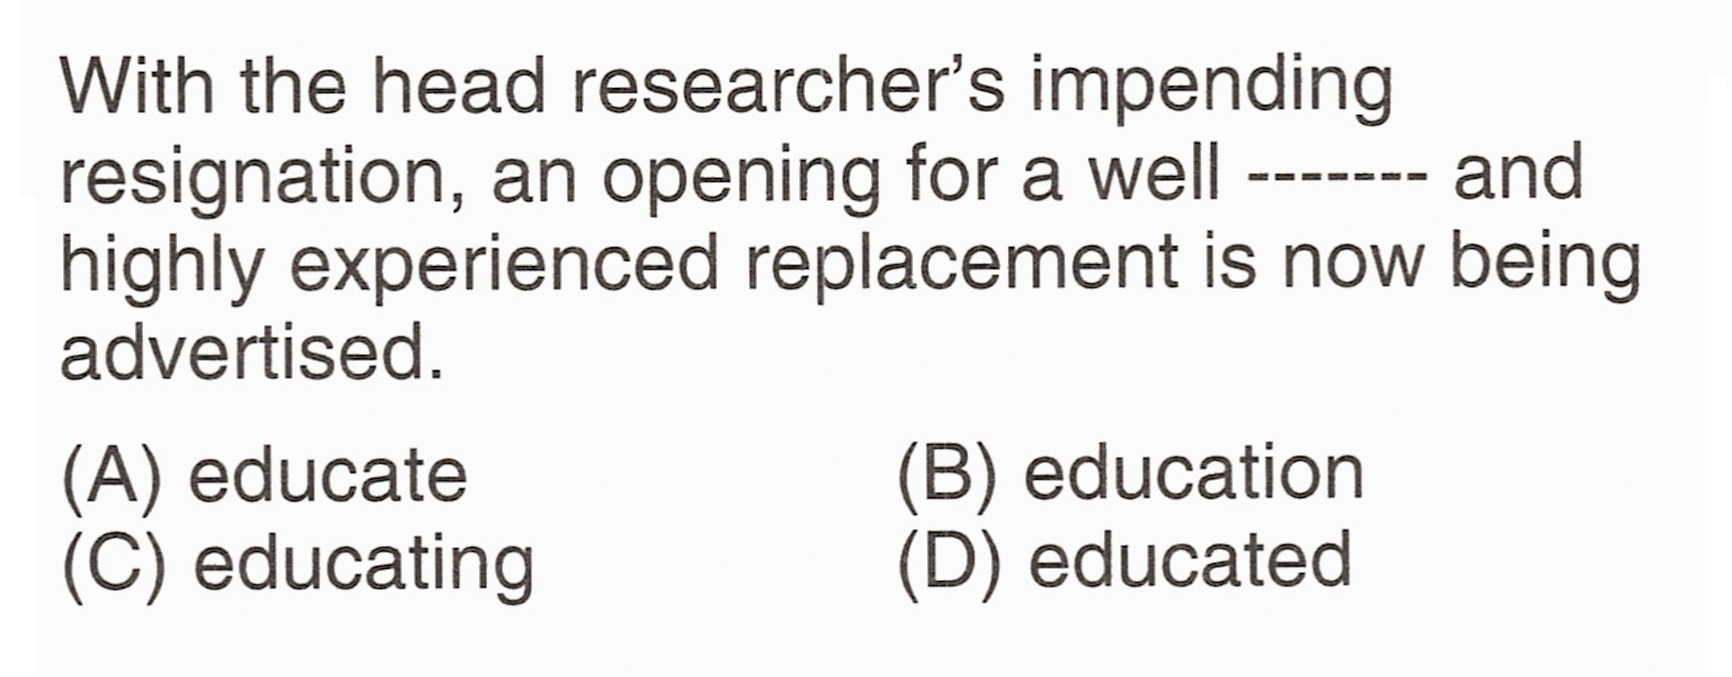 With the head researcher's impending
resignation, an opening for a well ------- and
highly experienced replacement is now being
advertised.
(A) educate (B) education
(C) educating (D) educated